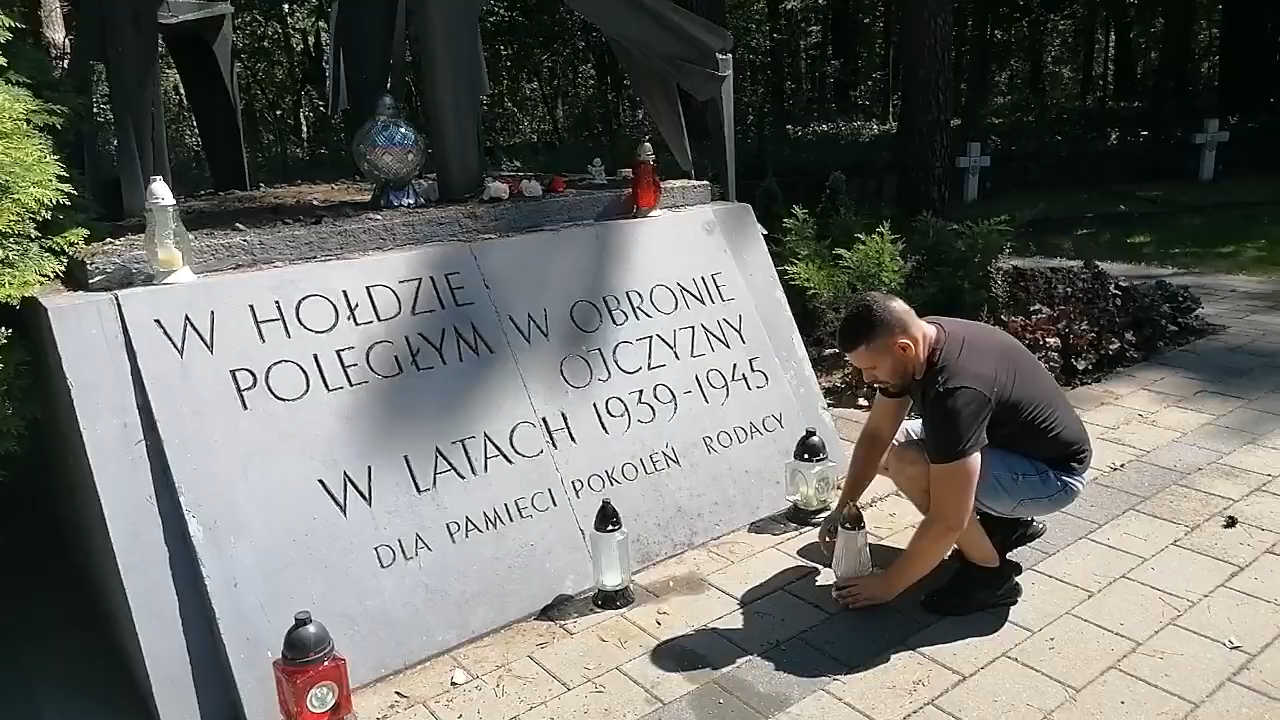 W HOŁDZIE
POLEGŁYM W OBRONIE
OJCZYZNY
W LATACH 1939-1945
DLA PAMIĘCI POKOLEŃ RODACY